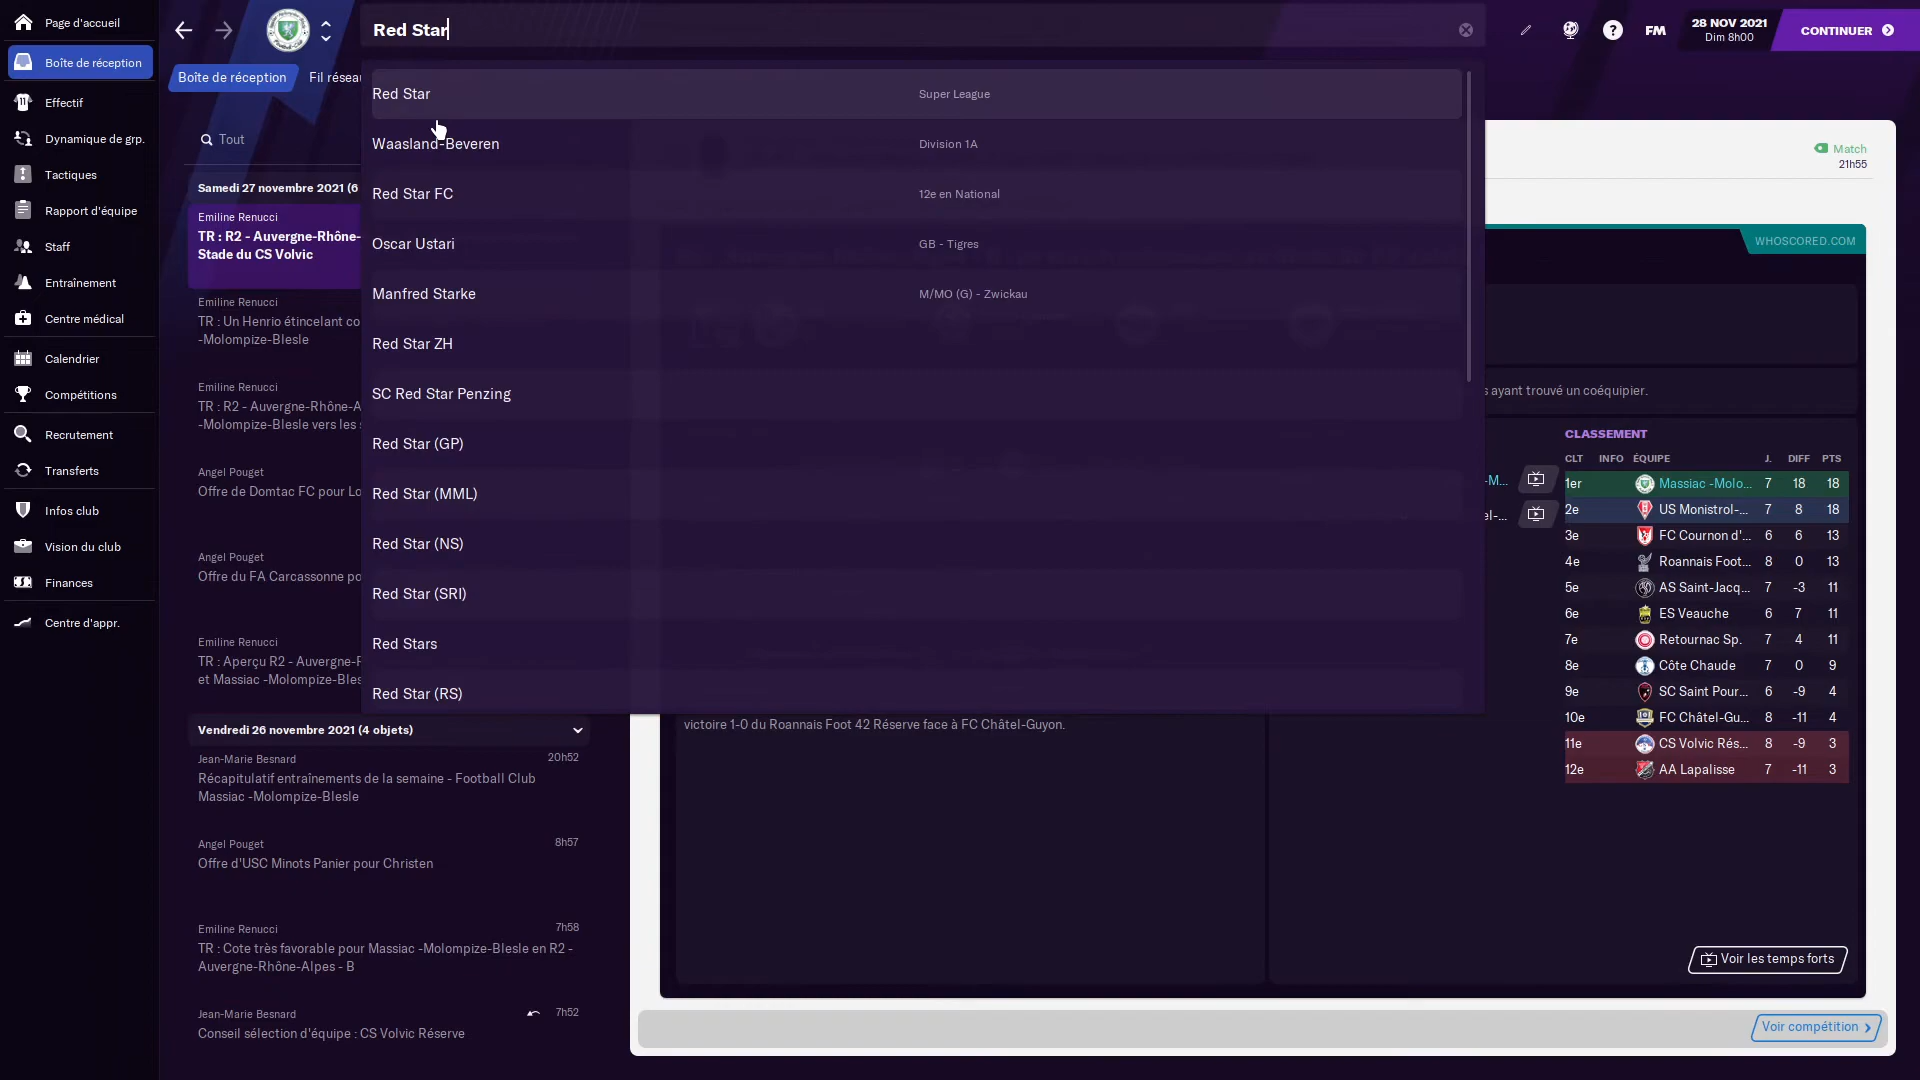 Page d'accueil
Boîte de réception
Effectif
Dynamique de grp.
Tactiques
Rapport d'équipe
Staff
Entraînement
Centre médical
Calendrier
Compétitions
Recrutement
Transferts
Infos club
Vision du club
Finances
Centre d'appr.
Red Star
FM
28 NOV 2021
Dim 8h00
CONTINUER
Boîte de réception
Fil réseau
Tout
Samedi 27 novembre 2021 (6
Emiline Renucci
TR : R2 - Auvergne-Rhône-
Stade du CS Volvic
Emiline Renucci
TR : Un Henrio étincelant co
-Molompize-Blesle
Emiline Renucci
TR : R2 - Auvergne-Rhône-A
-Molompize-Blesle vers les s
Angel Pouget
Offre de Domtac FC pour Lo
Angel Pouget
Offre du FA Carcassonne po
Emiline Renucci
TR : Aperçu R2 - Auvergne-R
et Massiac -Molompize-Bles
Vendredi 26 novembre 2021 (4 objets)
Jean-Marie Besnard 20h52
Récapitulatif entraînements de la semaine - Football Club
Massiac -Molompize-Blesle
Angel Pouget 8h57
Offre d'USC Minots Panier pour Christen
Emiline Renucci 7h58
TR : Cote très favorable pour Massiac -Molompize-Blesle en R2 -
Auvergne-Rhône-Alpes - B
Jean-Marie Besnard 7h52
Conseil sélection d'équipe : CS Volvic Réserve
Red Star Super League
Waasland-Beveren Division 1A
Red Star FC 12e en National
Oscar Ustari GB - Tigres
Manfred Starke M/MO (G) - Zwickau
Red Star ZH
SC Red Star Penzing
Red Star (GP)
Red Star (MML)
Red Star (NS)
Red Star (SRI)
Red Stars
Red Star (RS)
victoire 1-0 du Roannais Foot 42 Réserve face à FC Châtel-Guyon.
Match
21h55
WHOSCORED.COM
s ayant trouvé un coéquipier.
-M...
el-...
CLASSEMENT
CLT INFO ÉQUIPE J. DIFF PTS
1er Massiac -Molo... 7 18 18
2e US Monistrol-... 7 8 18
3e FC Cournon d'... 6 6 13
4e Roannais Foot... 8 0 13
5e AS Saint-Jacq... 7 -3 11
6e ES Veauche 6 7 11
7e Retournac Sp. 7 4 11
8e Côte Chaude 7 0 9
9e SC Saint Pour... 6 -9 4
10e FC Châtel-Gu... 8 -11 4
11e CS Volvic Rés... 8 -9 3
12e AA Lapalisse 7 -11 3
Voir les temps forts
Voir compétition